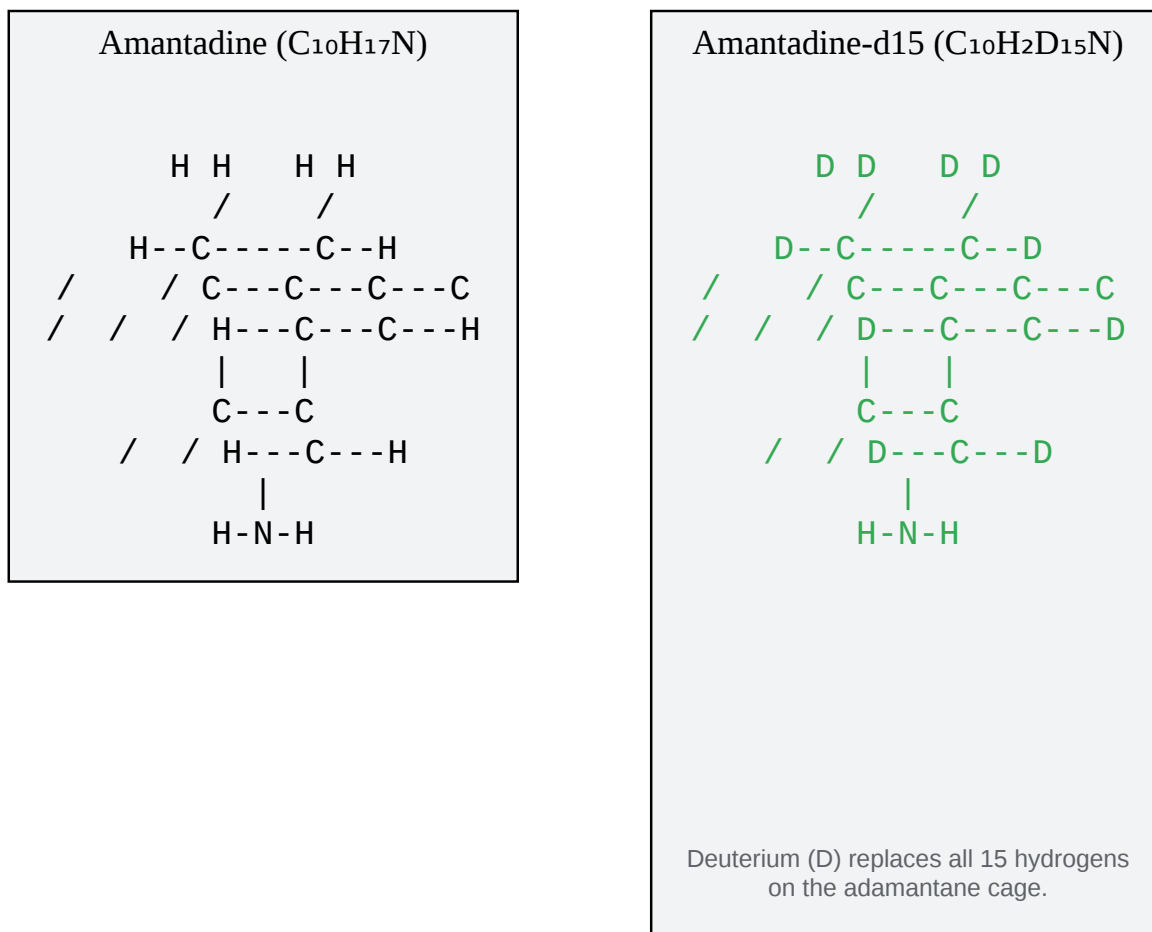 Amantadine (C₁₀H₁₇N)
H H   H H
/    /
H--C-----C--H
/    / C---C---C---C
/  /  / H---C---C---H
|   |
C---C
/  / H---C---H
|
H-N-H
Amantadine-d15 (C₁₀H₂D₁₅N)
D D   D D
/    /
D--C-----C--D
/    / C---C---C---C
/  /  / D---C---C---D
|   |
C---C
/  / D---C---D
|
H-N-H
Deuterium (D) replaces all 15 hydrogens
on the adamantane cage.